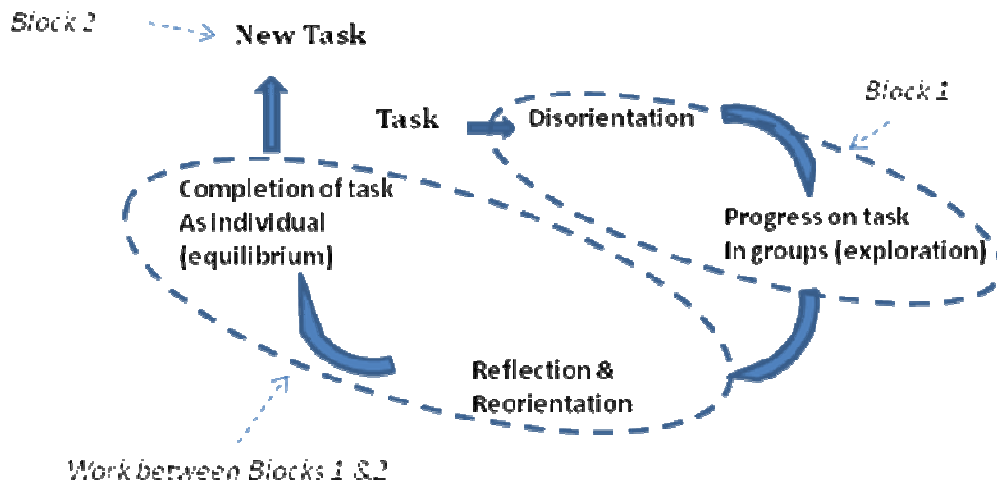 Block 2
New Task
Block 1
Task
Disorientation
Completion of task
As Individual
(equilibrium)
Progress on task
In groups (exploration)
Reflection &
Reorientation
Work between Blocks 1 & 2